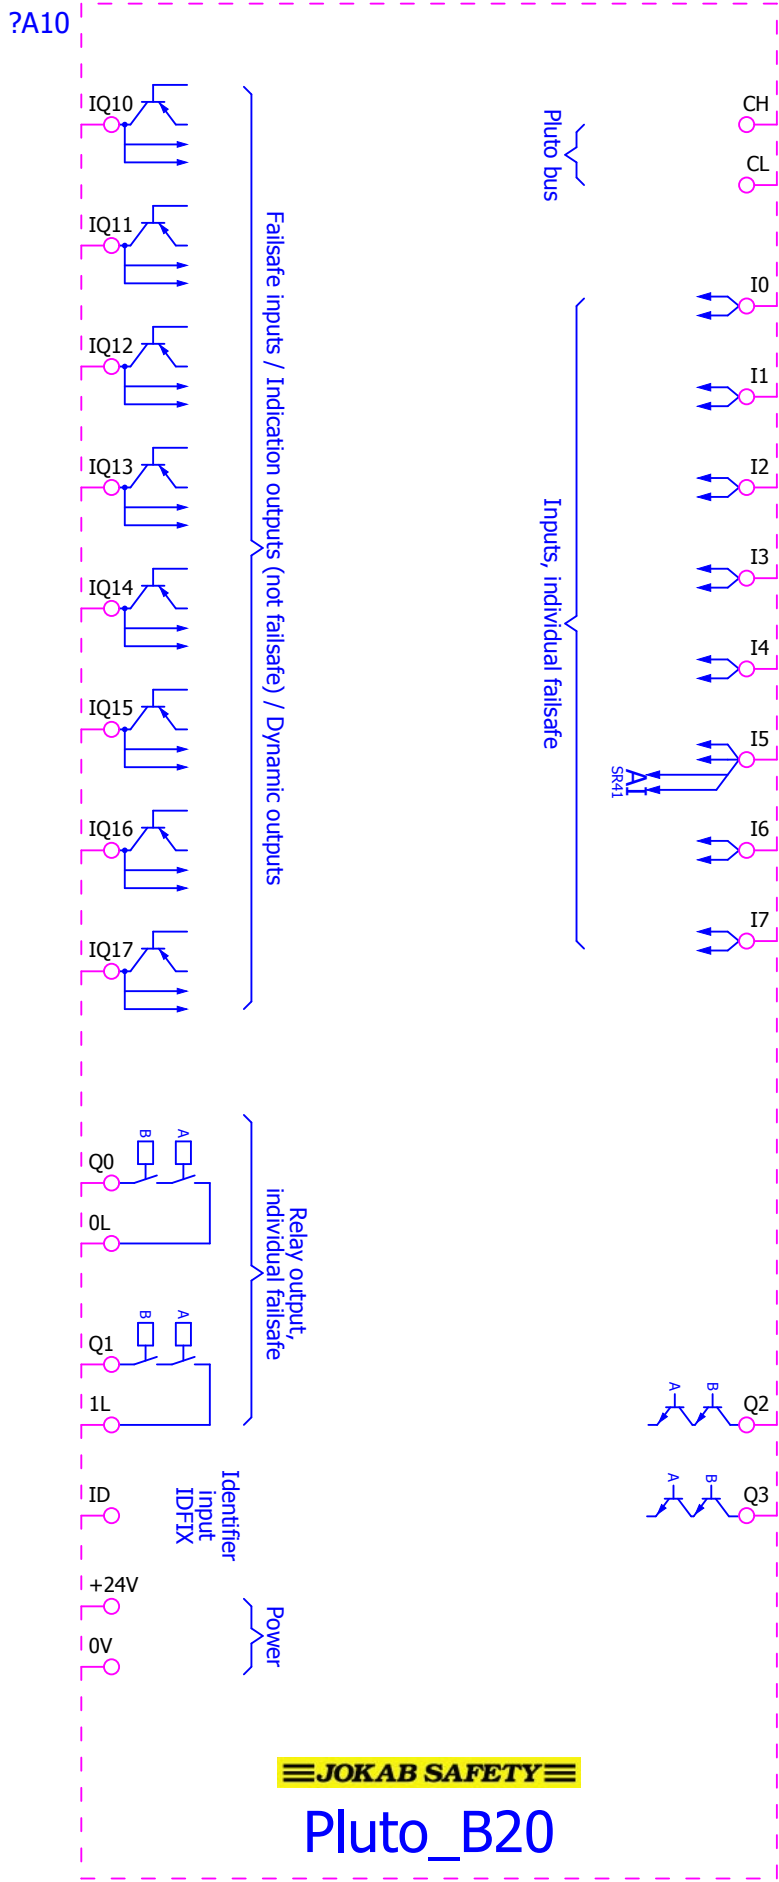 ?A10
IQ10
IQ11
IQ12
IQ13
IQ14
IQ15
IQ16
IQ17
Failsafe inputs / Indication outputs (not failsafe) / Dynamic outputs
Pluto bus
CH
CL
Inputs, individual failsafe
I0
I1
I2
I3
I4
I5
AI
SR41
I6
I7
Q0
B
A
0L
Q1
B
A
1L
Relay output,
individual failsafe
A
B
Q2
A
B
Q3
ID
Identifier
input
IDFIX
+24V
0V
Power
JOKAB SAFETY
Pluto_B20